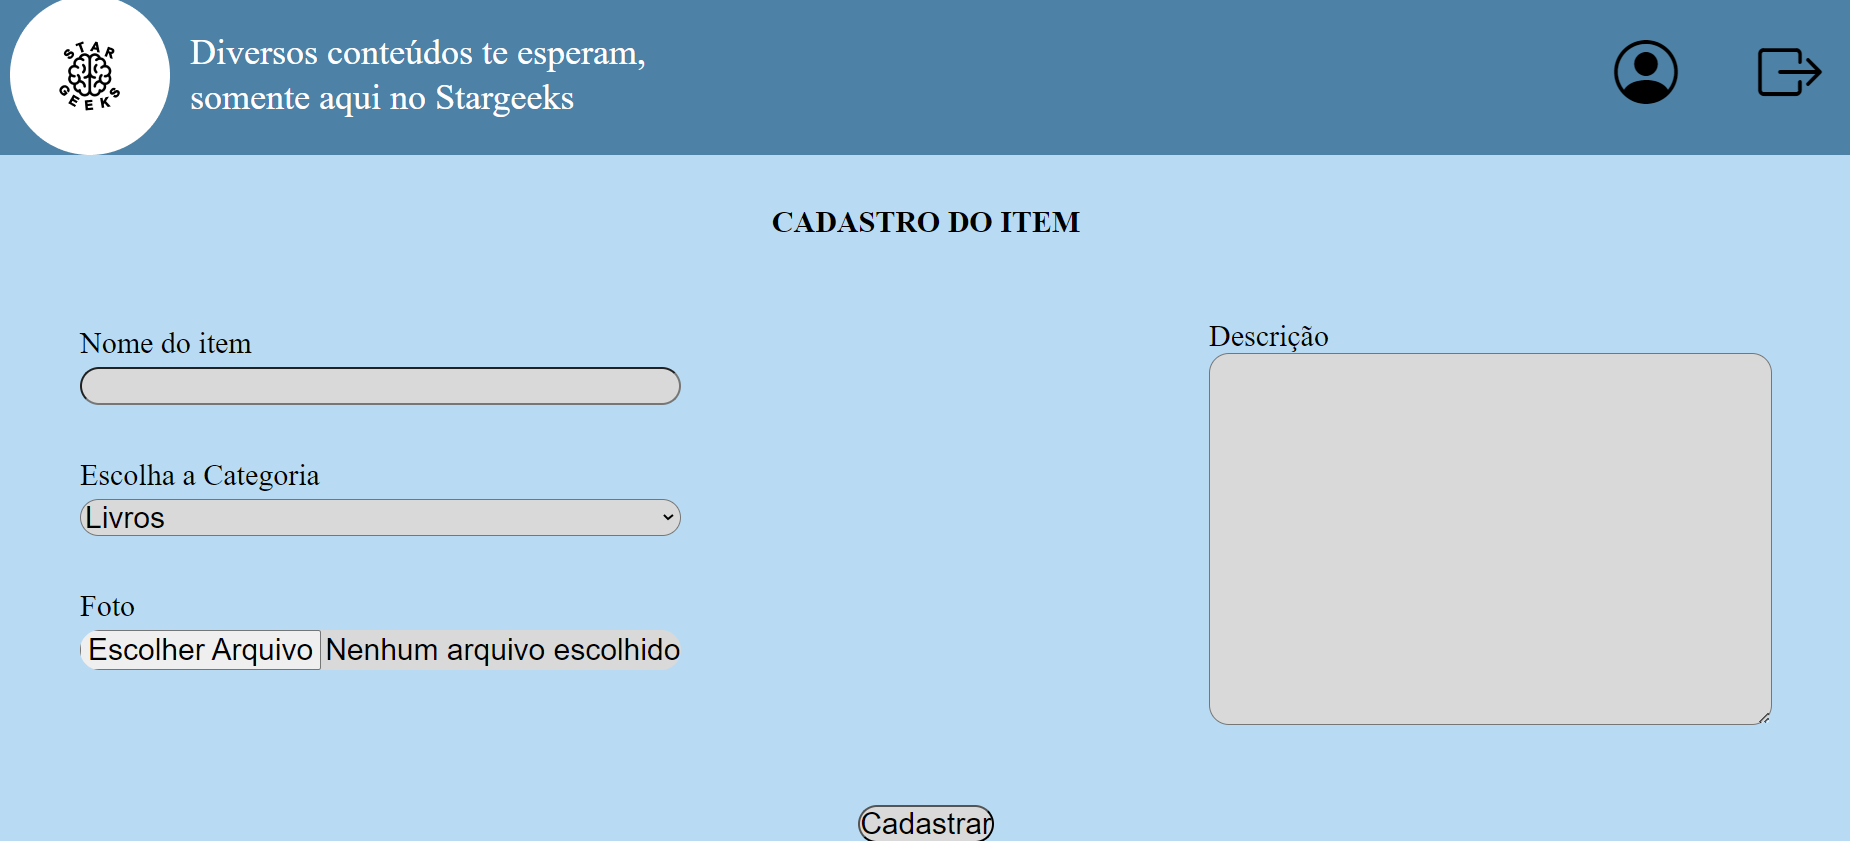 STAR
GEEKS
Diversos conteúdos te esperam,
somente aqui no Stargeeks
CADASTRO DO ITEM
Nome do item
Escolha a Categoria
Livros
Foto
Escolher Arquivo Nenhum arquivo escolhido
Descrição
Cadastrar